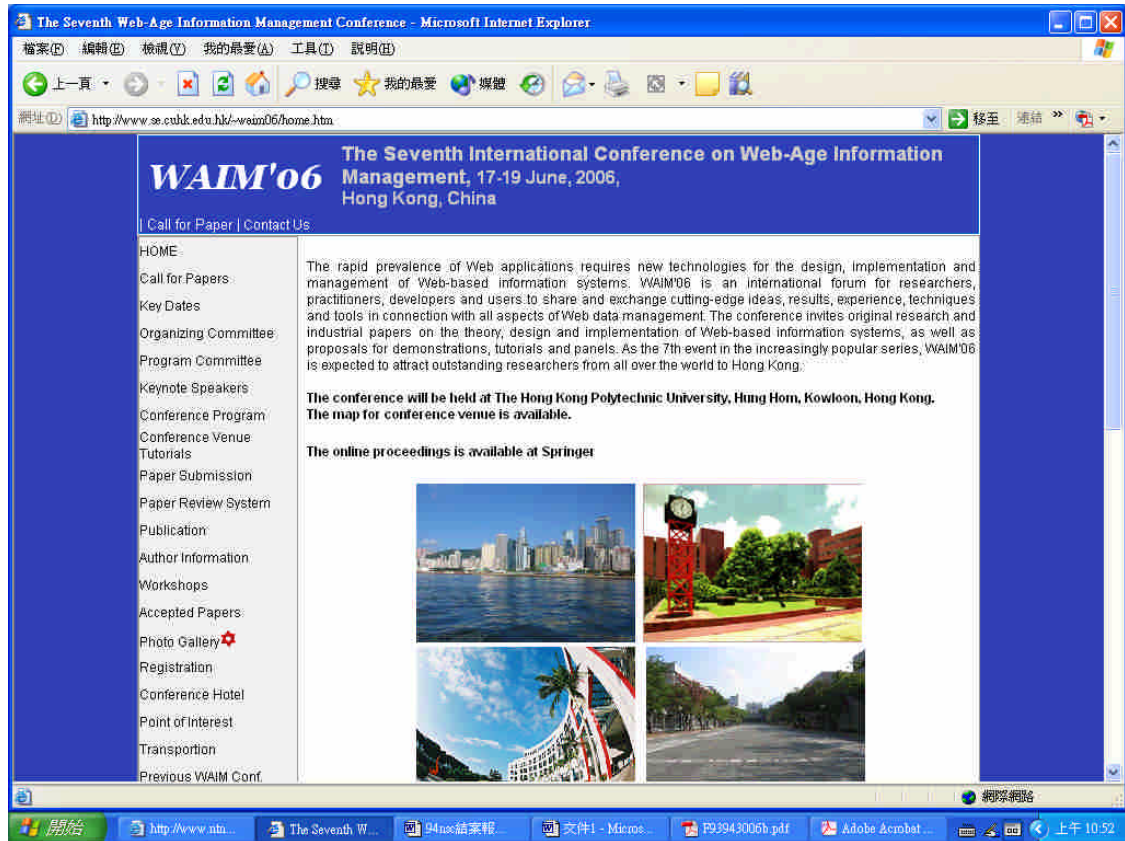 The Seventh Web-Age Information Management Conference - Microsoft Internet Explorer
檔案(F) 編輯(E) 檢視(V) 我的最愛(A) 工具(T) 說明(H)
上一頁 搜尋 我的最愛 媒體
網址(D) http://www.se.cuhk.edu.hk/~waim06/home.htm 移至 連結 »
WAIM'06
The Seventh International Conference on Web-Age Information
Management, 17-19 June, 2006,
Hong Kong, China
| Call for Paper | Contact Us
HOME
Call for Papers
Key Dates
Organizing Committee
Program Committee
Keynote Speakers
Conference Program
Conference Venue
Tutorials
Paper Submission
Paper Review System
Publication
Author Information
Workshops
Accepted Papers
Photo Gallery
Registration
Conference Hotel
Point of Interest
Transportion
Previous WAIM Conf.
The rapid prevalence of Web applications requires new technologies for the design, implementation and
management of Web-based information systems. WAIM'06 is an international forum for researchers,
practitioners, developers and users to share and exchange cutting-edge ideas, results, experience, techniques
and tools in connection with all aspects of Web data management. The conference invites original research and
industrial papers on the theory, design and implementation of Web-based information systems, as well as
proposals for demonstrations, tutorials and panels. As the 7th event in the increasingly popular series, WAIM'06
is expected to attract outstanding researchers from all over the world to Hong Kong.
The conference will be held at The Hong Kong Polytechnic University, Hung Hom, Kowloon, Hong Kong.
The map for conference venue is available.
The online proceedings is available at Springer
網際網路
開始 http://www.ntn... The Seventh W... 94nsc結案報... 文件1 - Micros... F93943006b.pdf Adobe Acrobat ... 上午 10:52